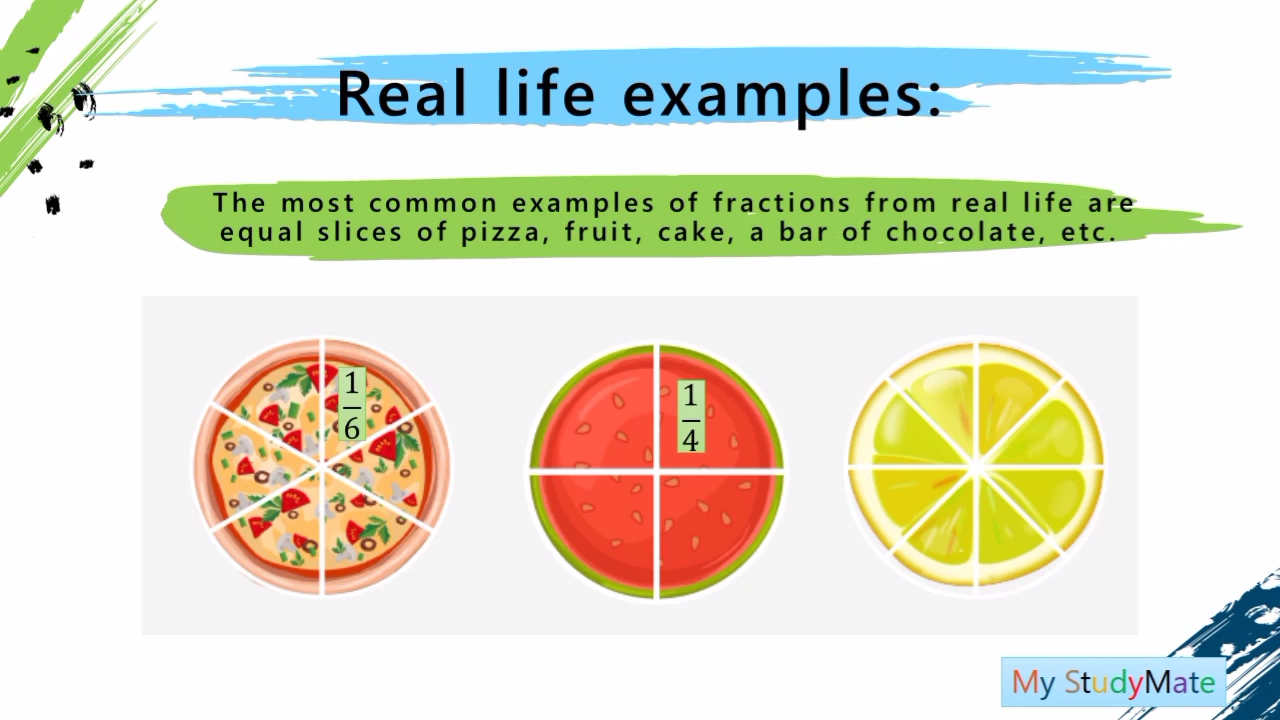 Real life examples:
The most common examples of fractions from real life are
equal slices of pizza, fruit, cake, a bar of chocolate, etc.
1
6
1
4
My StudyMate